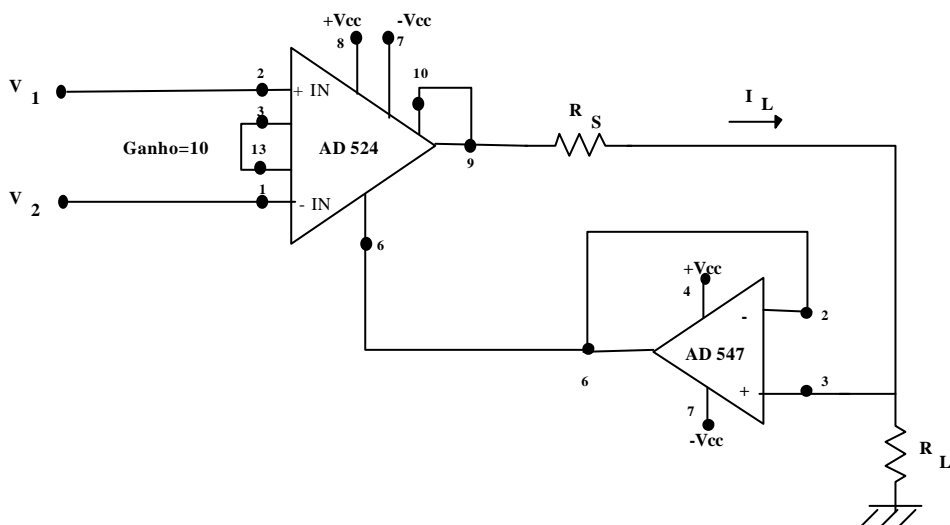 +Vcc
-Vcc
8
7
V 1
2
+ IN
10
3
Ganho=10
13
AD 524
9
R S
I L
V 2
1
- IN
6
+Vcc
4
-
2
AD 547
6
+
3
7
-Vcc
R L